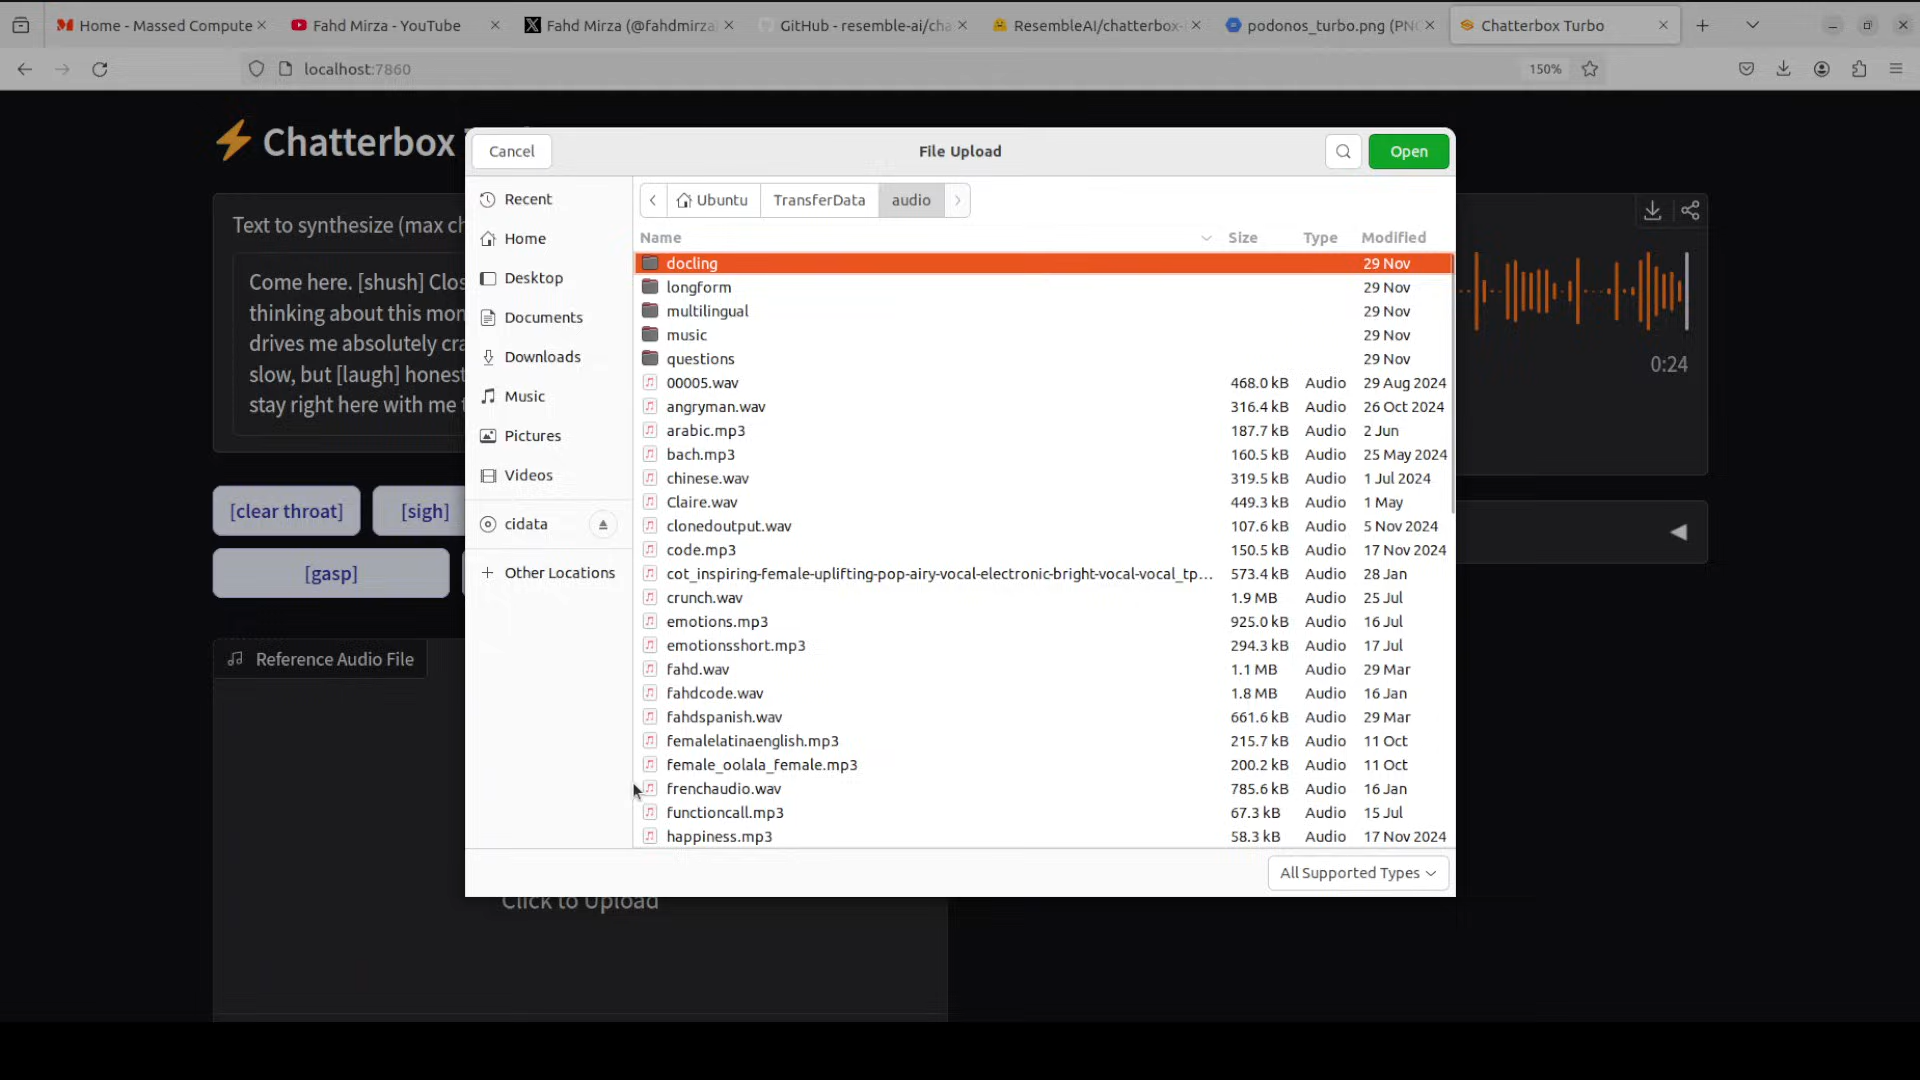 Home - Massed Compute
Fahd Mirza - YouTube
Fahd Mirza (@fahdmirza
GitHub - resemble-ai/cha
ResembleAI/chatterbox-
podonos_turbo.png (PN
Chatterbox Turbo
localhost:7860
150%
Chatterbox
Text to synthesize (max ch
Come here. [shush] Clos
thinking about this mon
drives me absolutely cra
slow, but [laugh] honest
stay right here with me t
[clear throat]
[sigh]
[gasp]
Reference Audio File
Click to Upload
0:24
Cancel
File Upload
Open
Recent
Home
Desktop
Documents
Downloads
Music
Pictures
Videos
cidata
Other Locations
Ubuntu
TransferData
audio
Name Size Type Modified
docling 29 Nov
longform 29 Nov
multilingual 29 Nov
music 29 Nov
questions 29 Nov
00005.wav 468.0 kB Audio 29 Aug 2024
angryman.wav 316.4 kB Audio 26 Oct 2024
arabic.mp3 187.7 kB Audio 2 Jun
bach.mp3 160.5 kB Audio 25 May 2024
chinese.wav 319.5 kB Audio 1 Jul 2024
Claire.wav 449.3 kB Audio 1 May
clonedoutput.wav 107.6 kB Audio 5 Nov 2024
code.mp3 150.5 kB Audio 17 Nov 2024
cot_inspiring-female-uplifting-pop-airy-vocal-electronic-bright-vocal-vocal_tp... 573.4 kB Audio 28 Jan
crunch.wav 1.9 MB Audio 25 Jul
emotions.mp3 925.0 kB Audio 16 Jul
emotionsshort.mp3 294.3 kB Audio 17 Jul
fahd.wav 1.1 MB Audio 29 Mar
fahdcode.wav 1.8 MB Audio 16 Jan
fahdspanish.wav 661.6 kB Audio 29 Mar
femalelatinaenglish.mp3 215.7 kB Audio 11 Oct
female_oolala_female.mp3 200.2 kB Audio 11 Oct
frenchaudio.wav 785.6 kB Audio 16 Jan
functioncall.mp3 67.3 kB Audio 15 Jul
happiness.mp3 58.3 kB Audio 17 Nov 2024
All Supported Types